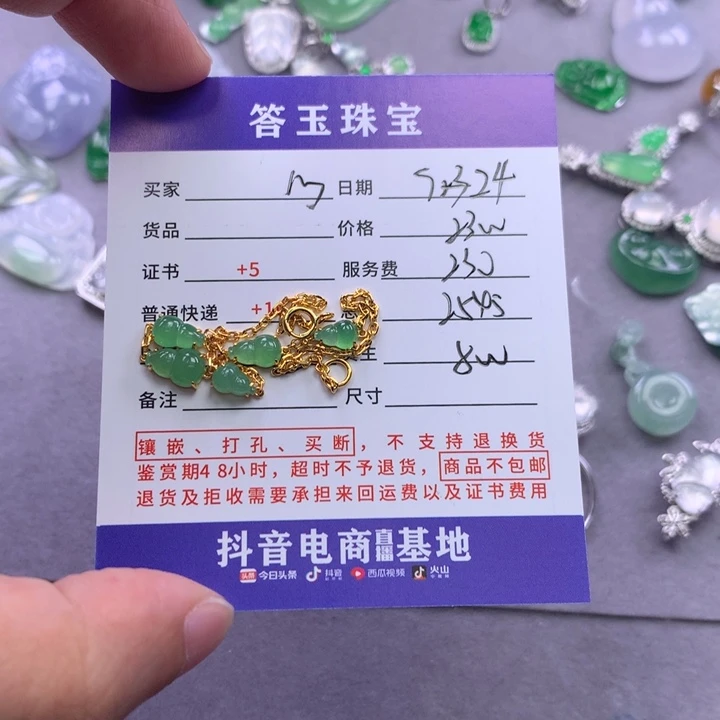 答玉珠宝
买家 日期
货品 价格 23w
证书 +5 服务费 230
普通快递 +1
8w
备注 尺寸
镶嵌、打孔、买断，不支持退换货
鉴赏期48小时，超时不予退货，商品不包邮
退货及拒收需要承担来回运费以及证书费用
抖音电商直播基地
头条 今日头条 抖音 西瓜视频 火山